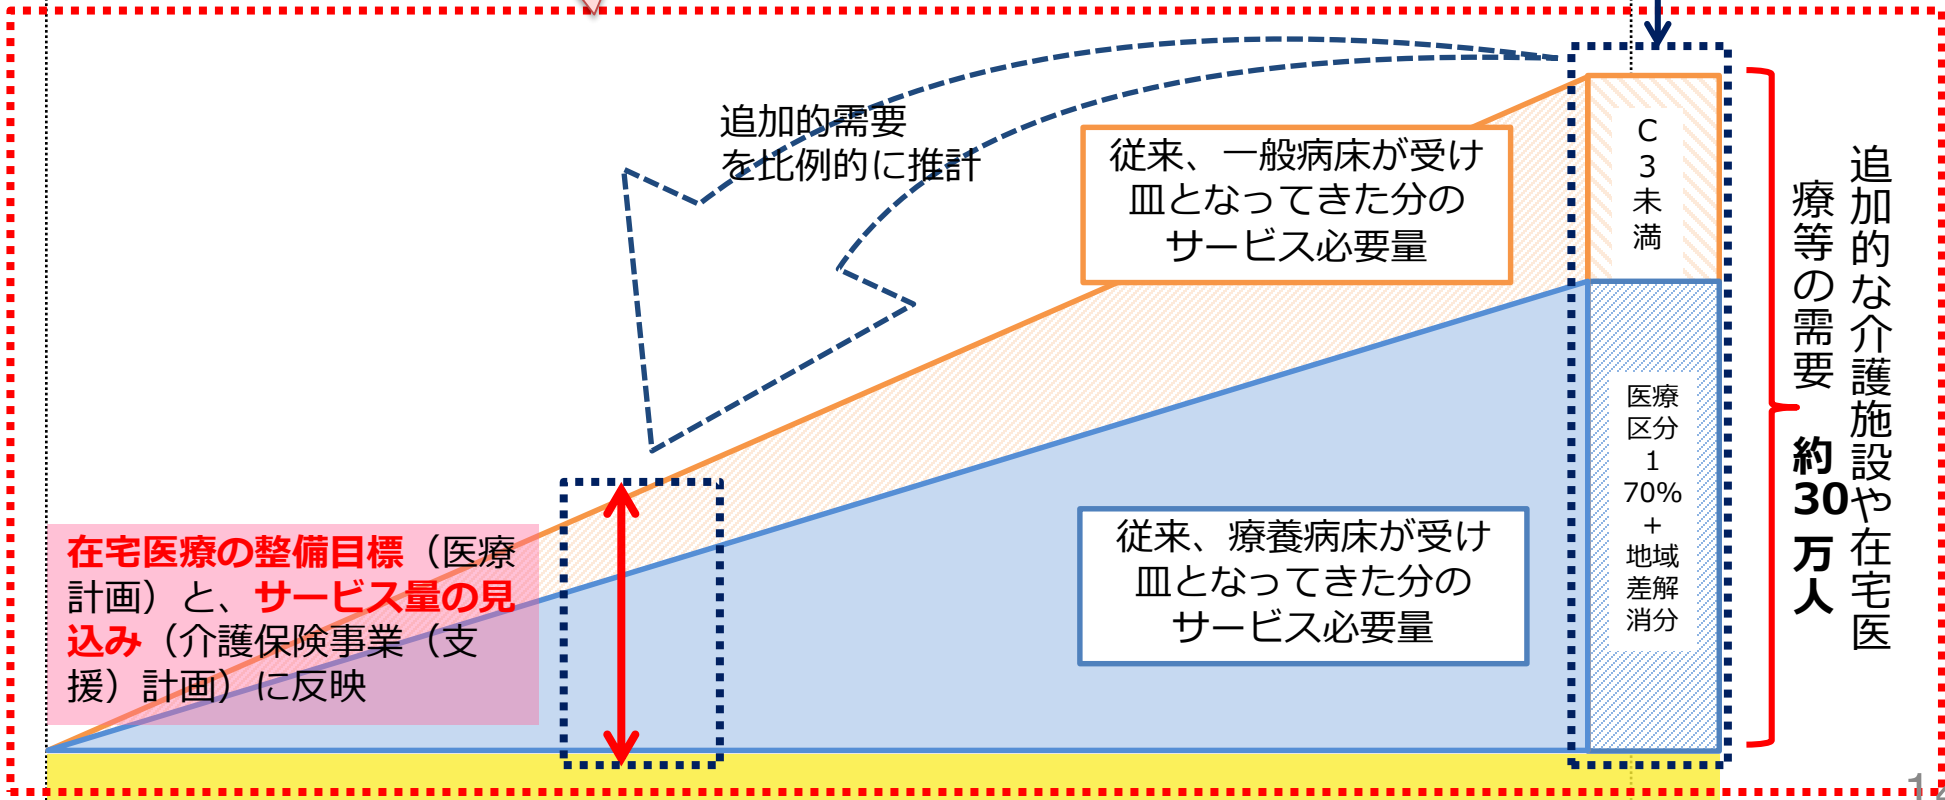 追加的需要
を比例的に推計
従来、一般病床が受け
皿となってきた分の
サービス必要量
C
3
未
満
追加的な介護施設や在宅医
療等の需要 約30万人
在宅医療の整備目標（医療
計画）と、サービス量の見
込み（介護保険事業（支
援）計画）に反映
従来、療養病床が受け
皿となってきた分の
サービス必要量
医療
区分
1
70%
+
地域
差解
消分